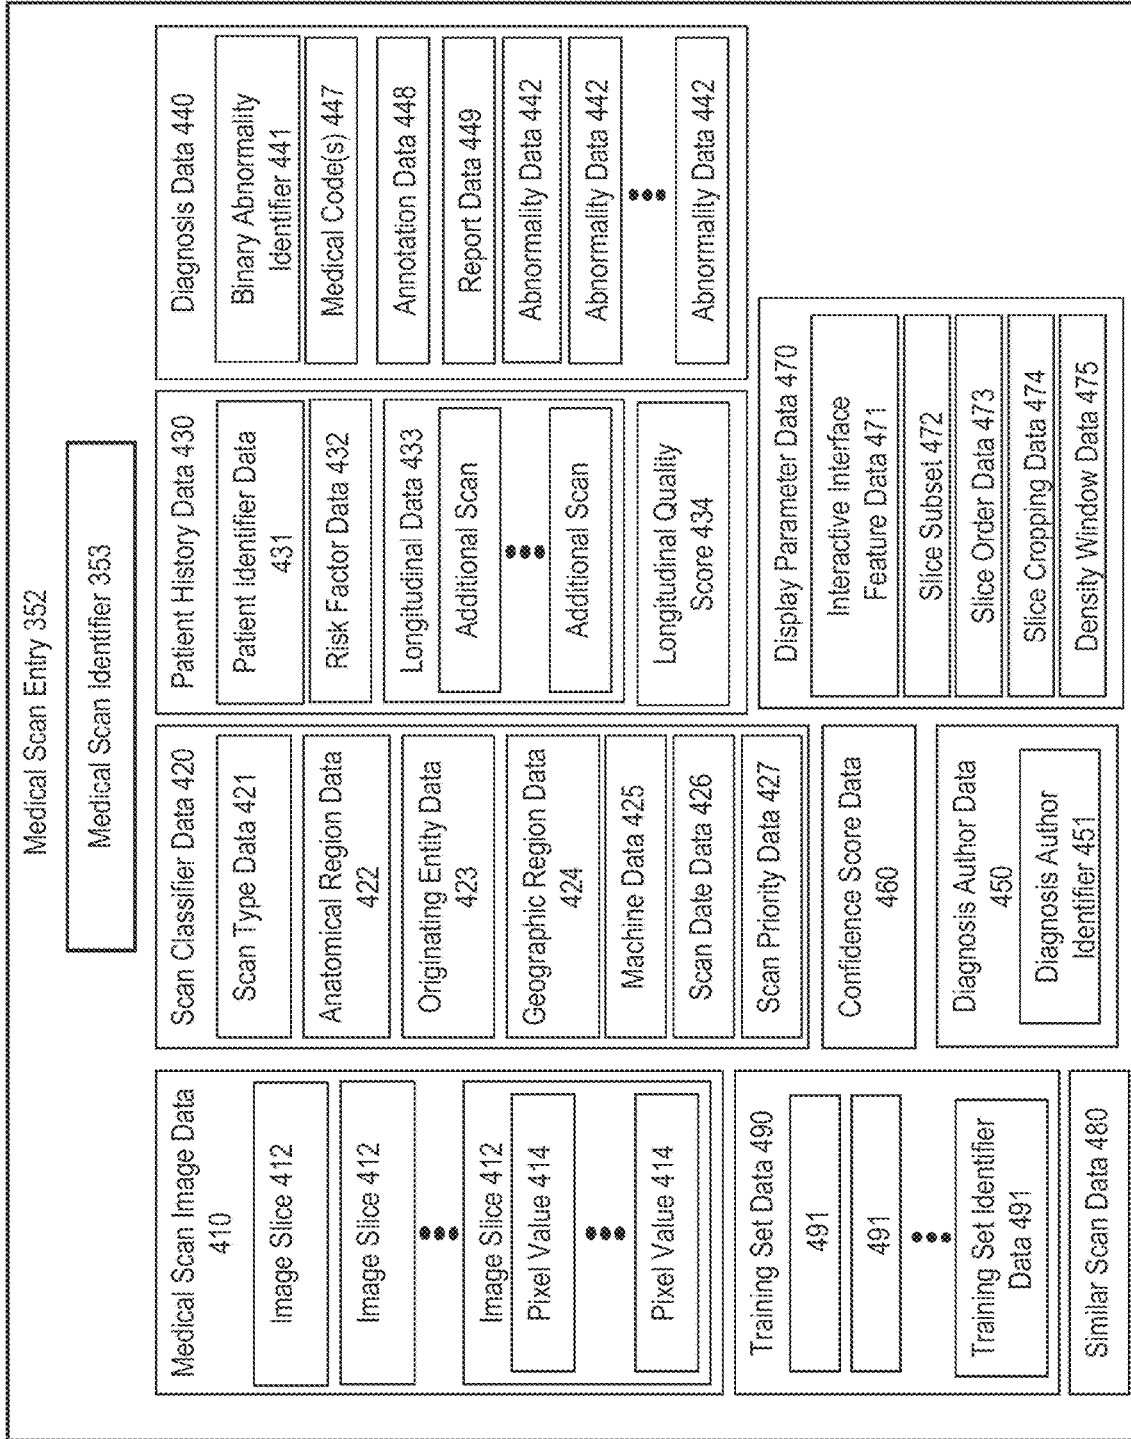 Medical Scan Entry 352
Medical Scan Identifier 353
Medical Scan Image Data
410
Image Slice 412
Image Slice 412
Image Slice 412
Pixel Value 414
Pixel Value 414
Training Set Data 490
491
491
Training Set Identifier
Data 491
Similar Scan Data 480
Scan Classifier Data 420
Scan Type Data 421
Anatomical Region Data
422
Originating Entity Data
423
Geographic Region Data
424
Machine Data 425
Scan Date Data 426
Scan Priority Data 427
Confidence Score Data
460
Diagnosis Author Data
450
Diagnosis Author
Identifier 451
Patient History Data 430
Patient Identifier Data
431
Risk Factor Data 432
Longitudinal Data 433
Additional Scan
Additional Scan
Longitudinal Quality
Score 434
Diagnosis Data 440
Binary Abnormality
Identifier 441
Medical Code(s) 447
Annotation Data 448
Report Data 449
Abnormality Data 442
Abnormality Data 442
Abnormality Data 442
Display Parameter Data 470
Interactive Interface
Feature Data 471
Slice Subset 472
Slice Order Data 473
Slice Cropping Data 474
Density Window Data 475